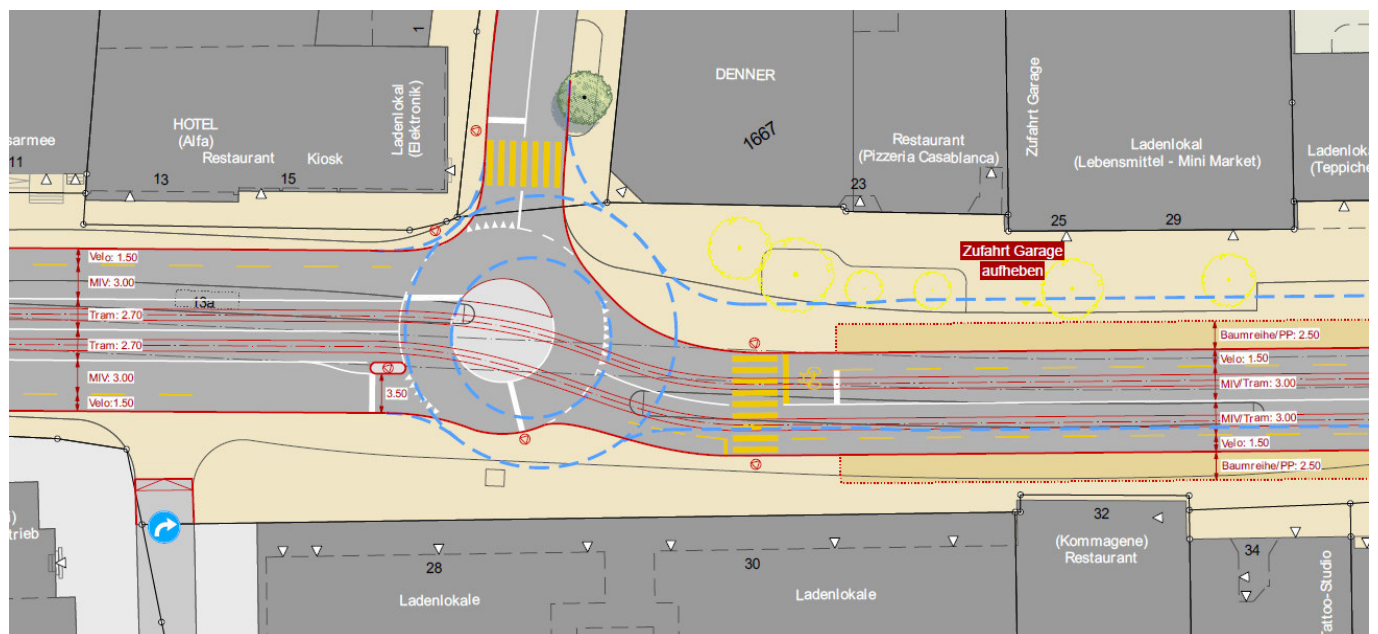 1
DENNER
1667
HOTEL
(Alfa)
Restaurant
Kiosk
Ladenlokal
(Elektronik)
sarmee
11
13
15
Restaurant
(Pizzeria Casablanca)
23
Zufahrt Garage
Ladenlokal
(Lebensmittel - Mini Market)
Ladenloka
(Teppiche
25
29
Zufahrt Garage
aufheben
Velo: 1.50
MIV: 3.00
13a
Tram: 2.70
Tram: 2.70
MIV: 3.00
Velo:1.50
3.50
Baumreihe/PP: 2.50
Velo: 1.50
MIV/Tram: 3.00
MIV/Tram: 3.00
Velo: 1.50
Baumreihe/PP: 2.50
trieb
28
Ladenlokale
30
Ladenlokale
32
(Kommagene)
Restaurant
34
attoo-Studio